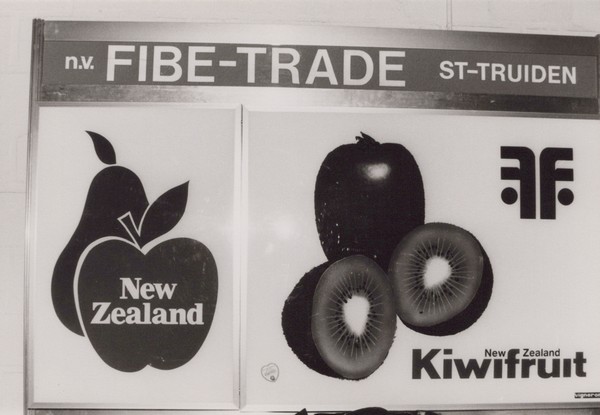 n.v. FIBE-TRADE ST-TRUIDEN
New
Zealand
New Zealand
Kiwifruit